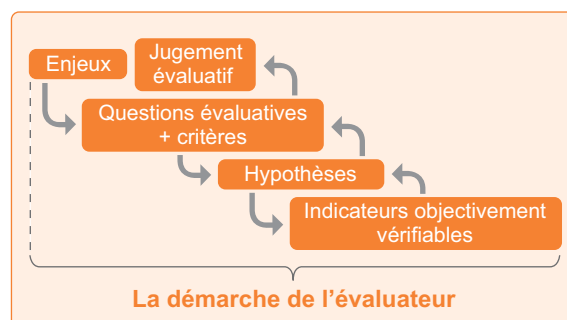 Enjeux
Jugement
évaluatif
Questions évaluatives
+ critères
Hypothèses
Indicateurs objectivement
vérifiables
La démarche de l’évaluateur